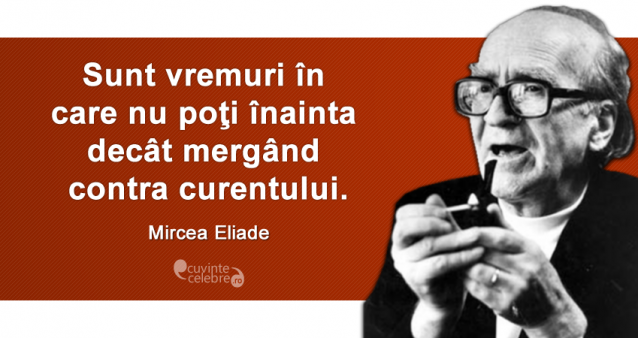 Sunt vremuri în
care nu poţi înainta
decât mergând
contra curentului.
Mircea Eliade
cuvinte
celebre.ro